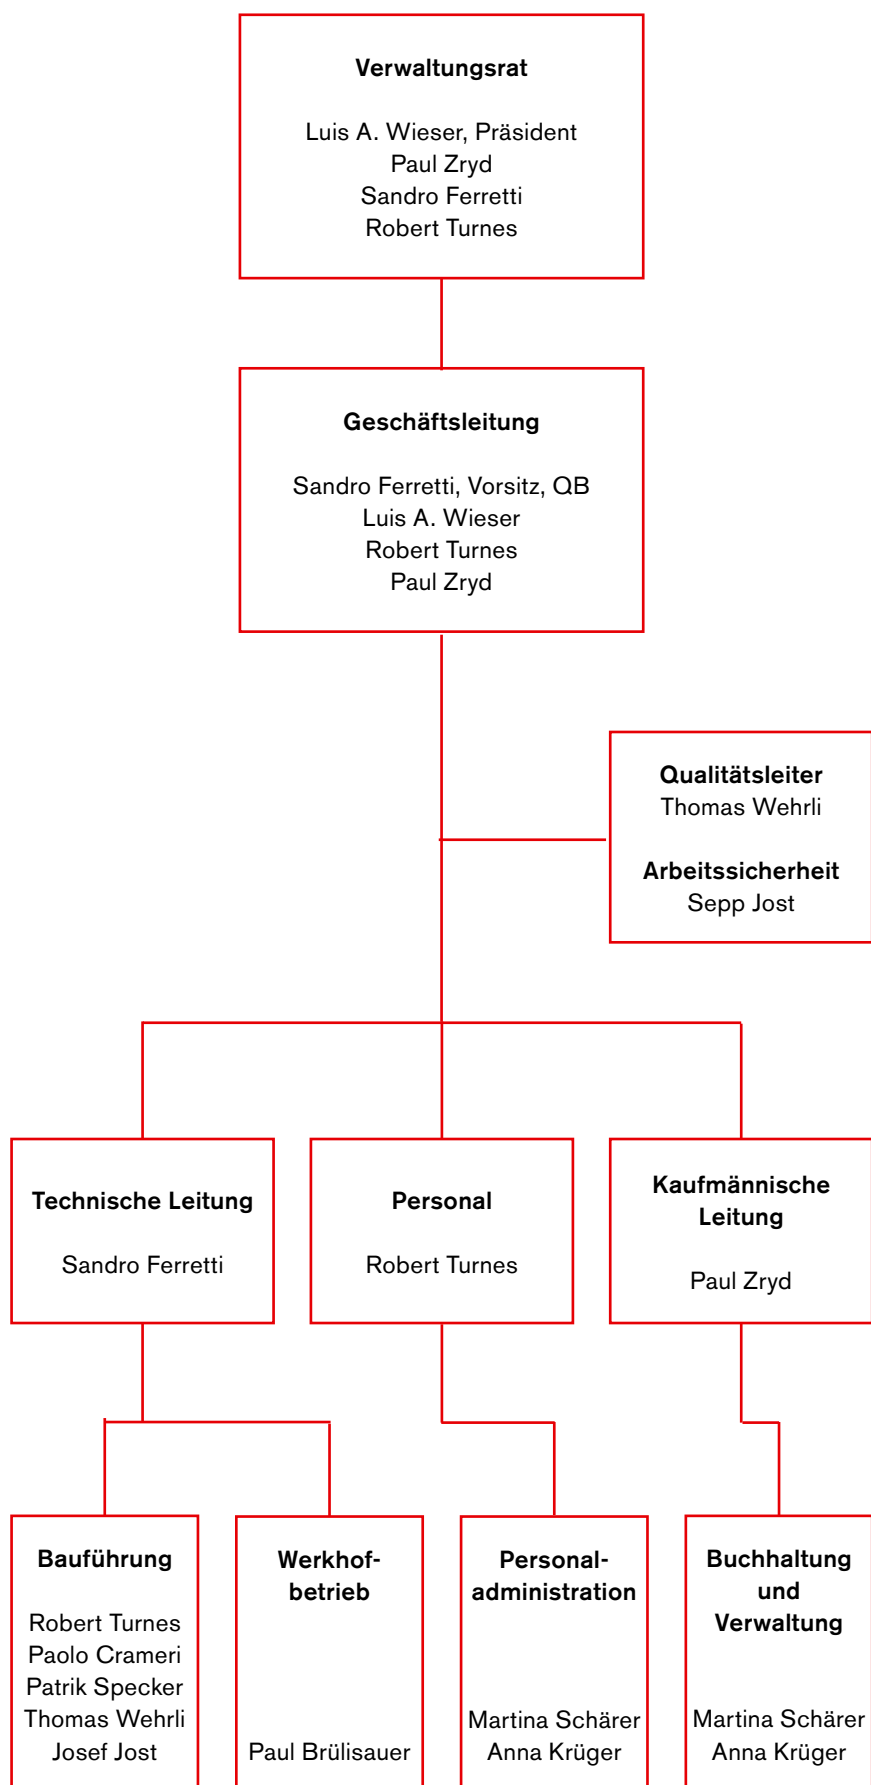 Verwaltungsrat
Luis A. Wieser, Präsident
Paul Zryd
Sandro Ferretti
Robert Turnes
Geschäftsleitung
Sandro Ferretti, Vorsitz, QB
Luis A. Wieser
Robert Turnes
Paul Zryd
Qualitätsleiter
Thomas Wehrli
Arbeitssicherheit
Sepp Jost
Technische Leitung
Sandro Ferretti
Personal
Robert Turnes
Kaufmännische
Leitung
Paul Zryd
Bauführung
Robert Turnes
Paolo Crameri
Patrik Specker
Thomas Wehrli
Josef Jost
Werkhof-
betrieb
Paul Brülisauer
Personal-
administration
Martina Schärer
Anna Krüger
Buchhaltung
und
Verwaltung
Martina Schärer
Anna Krüger